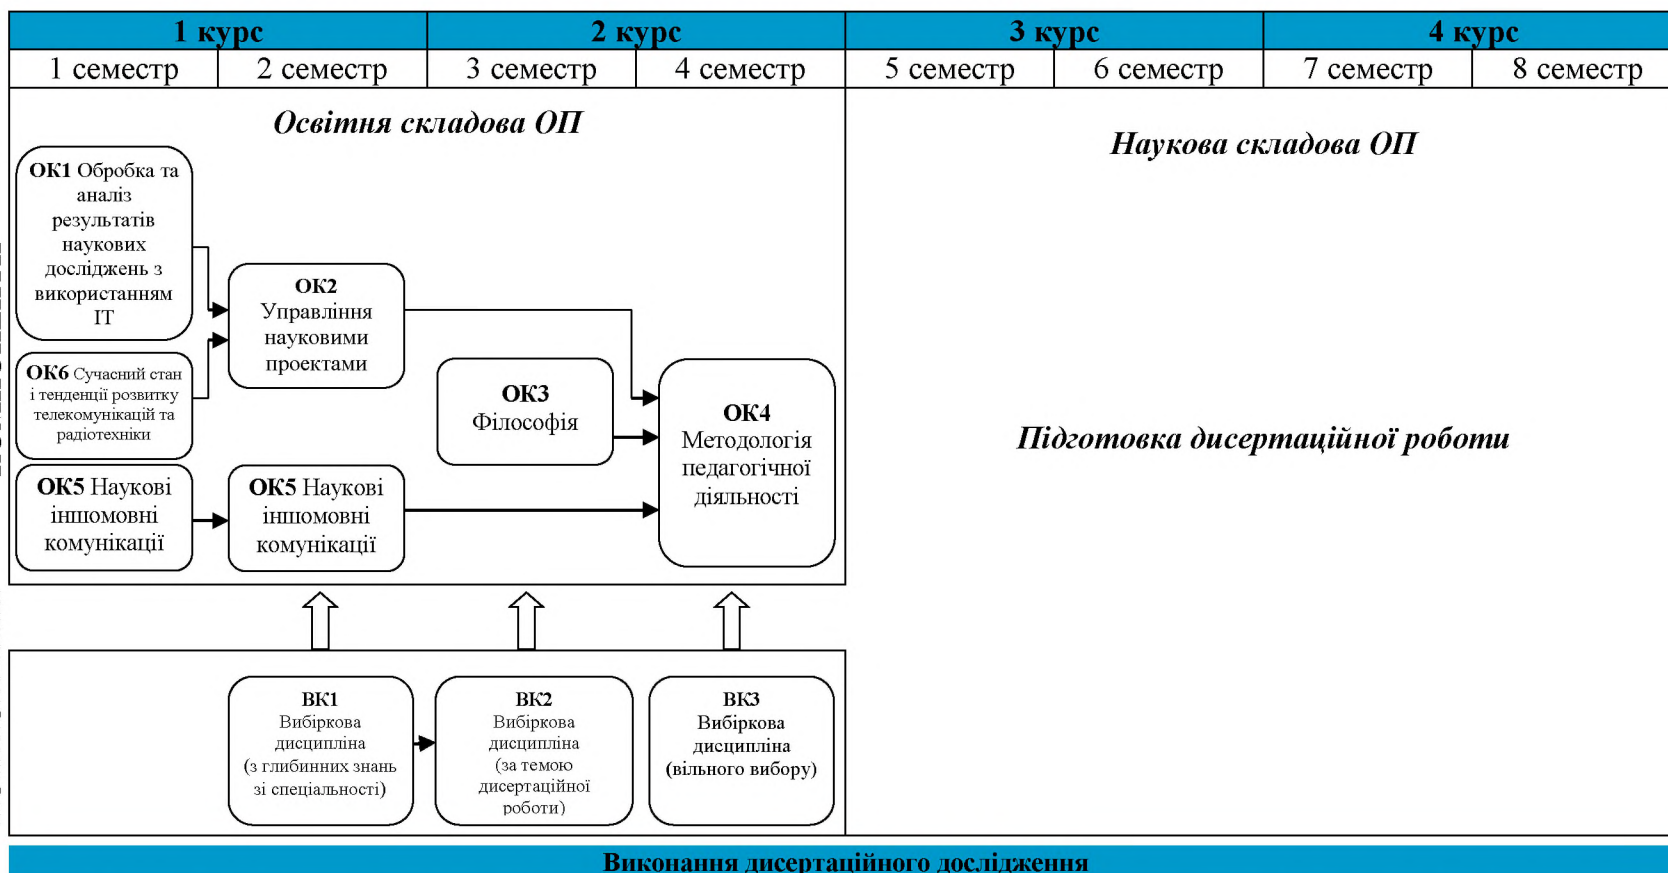 1 курс 2 курс 3 курс 4 курс
1 семестр 2 семестр 3 семестр 4 семестр 5 семестр 6 семестр 7 семестр 8 семестр
Освітня складова ОП
Наукова складова ОП
ОК1 Обробка та
аналіз
результатів
наукових
досліджень з
використанням
ІТ
ОК6 Сучасний стан
і тенденції розвитку
телекомунікацій та
радіотехніки
ОК5 Наукові
іншомовні
комунікації
ОК2
Управління
науковими
проектами
ОК5 Наукові
іншомовні
комунікації
ОК3
Філософія
ОК4
Методологія
педагогічної
діяльності
Підготовка дисертаційної роботи
ВК1
Вибіркова
дисципліна
(з глибинних знань
зі спеціальності)
ВК2
Вибіркова
дисципліна
(за темою
дисертаційної
роботи)
ВК3
Вибіркова
дисципліна
(вільного вибору)
Виконання дисертаційного дослідження